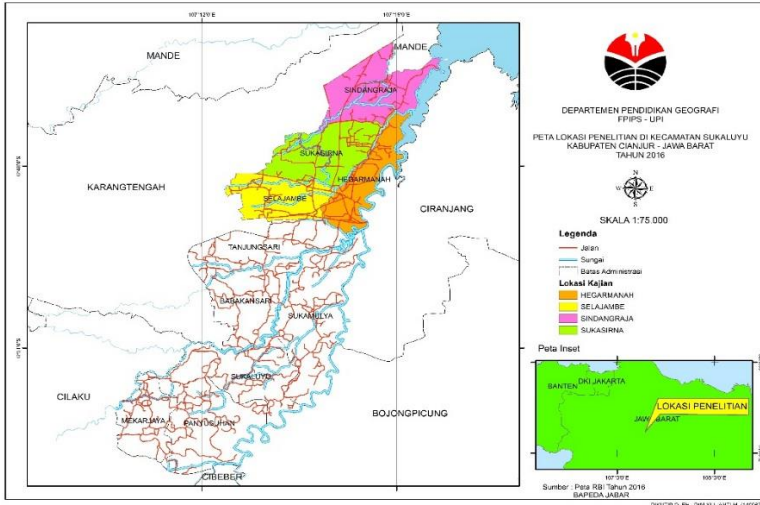 107°12'0 E
107°15'0 E
MANDE
MANDE
SINDANGRAJA
SUKASIRNA
HEGARMANAH
KARANGTENGAH
SELAJAMBE
CIRANJANG
TANJUNGSARI
BABAKANSARI
SUKAMULYA
SUKALUYU
CILAKU
MEKARJAYA
PANYUSUHAN
BOJONGPICUNG
CIBEBER
DEPARTEMEN PENDIDIKAN GEOGRAFI
FPIPS - UPI
PETA LOKASI PENELITIAN DI KECAMATAN SUKALUYU
KABUPATEN CIANJUR - JAWA BARAT
TAHUN 2016
N
W E
S
SKALA 1:75.000
Legenda
Jalan
Sungai
Batas Administrasi
Lokasi Kajian
HEGARMANAH
SELAJAMBE
SINDANGRAJA
SUKASIRNA
Peta Inset
DKI JAKARTA
BANTEN
LOKASI PENELITIAN
JAWA BARAT
Sumber : Peta RBI Tahun 2016
BAPEDA JABAR